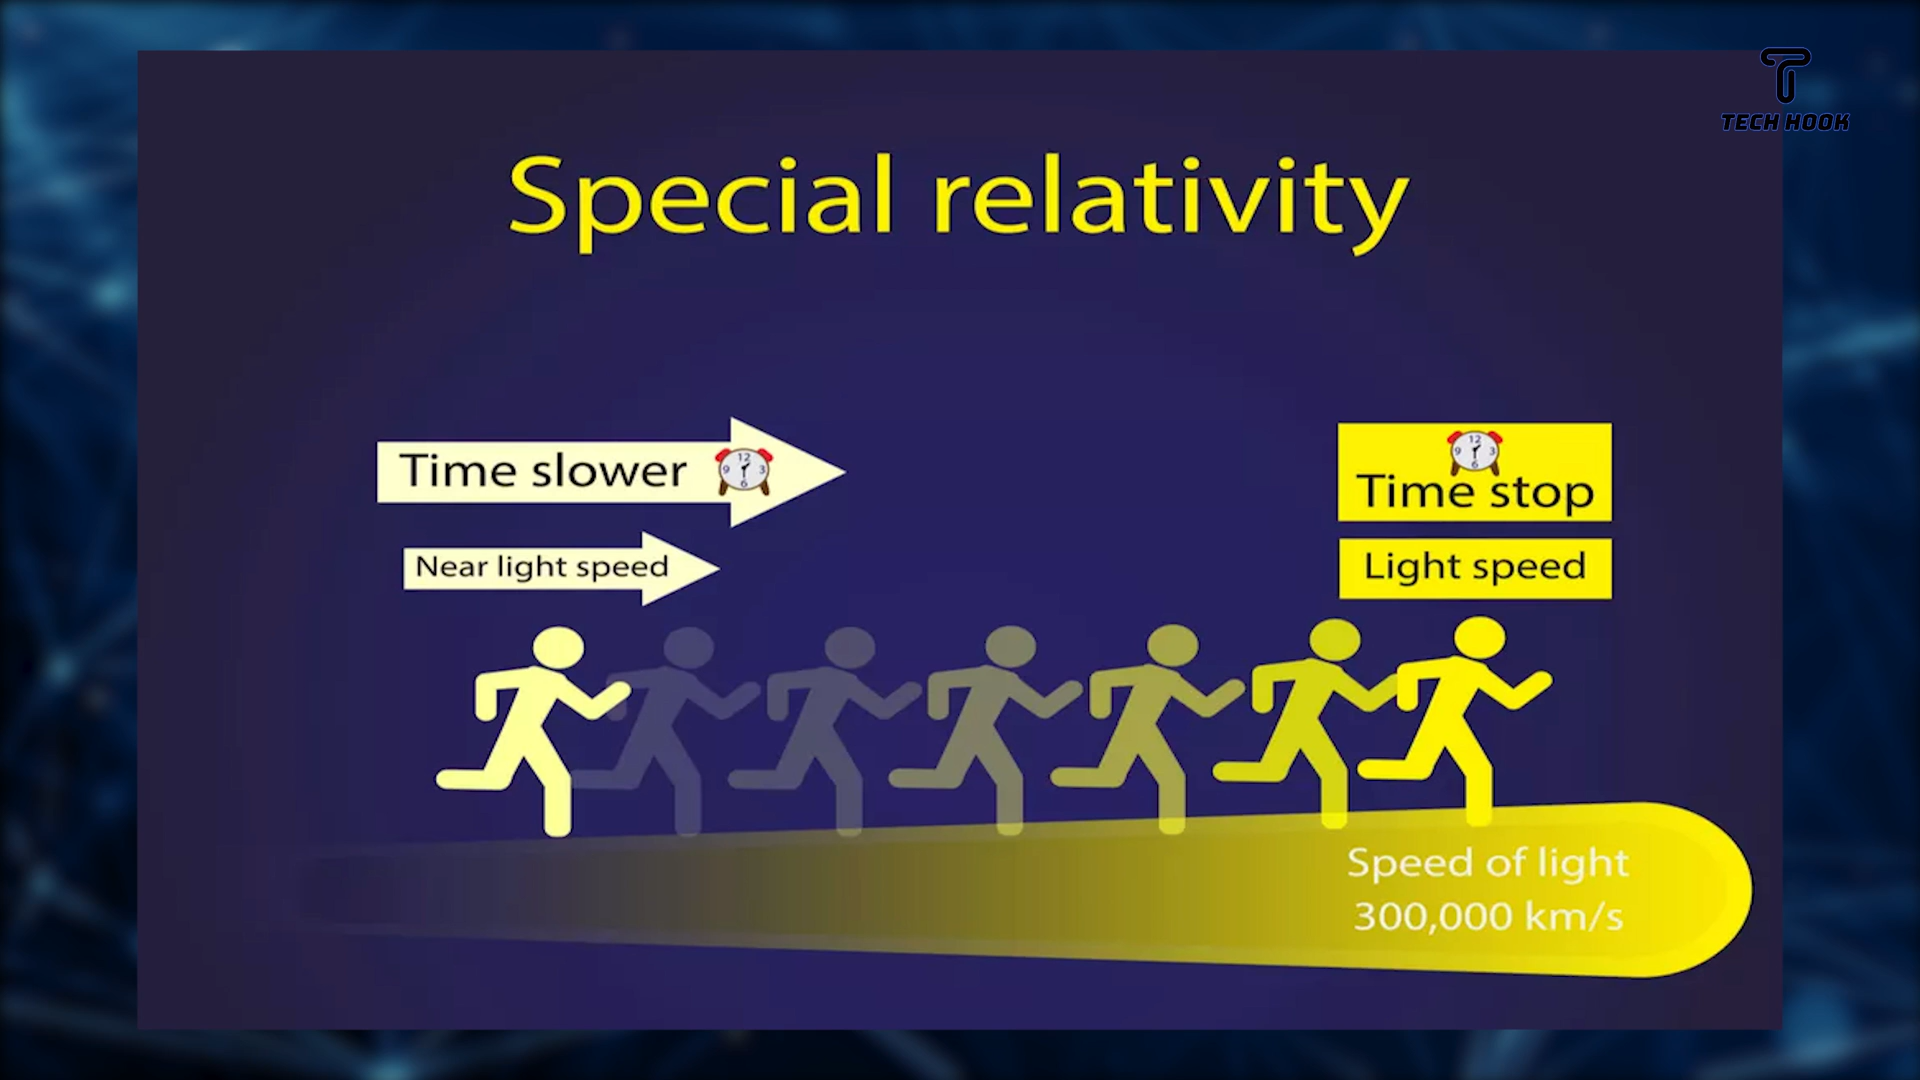 TECH HOOK
Special relativity
Time slower
Time stop
Near light speed
Light speed
Speed of light
300,000 km/s